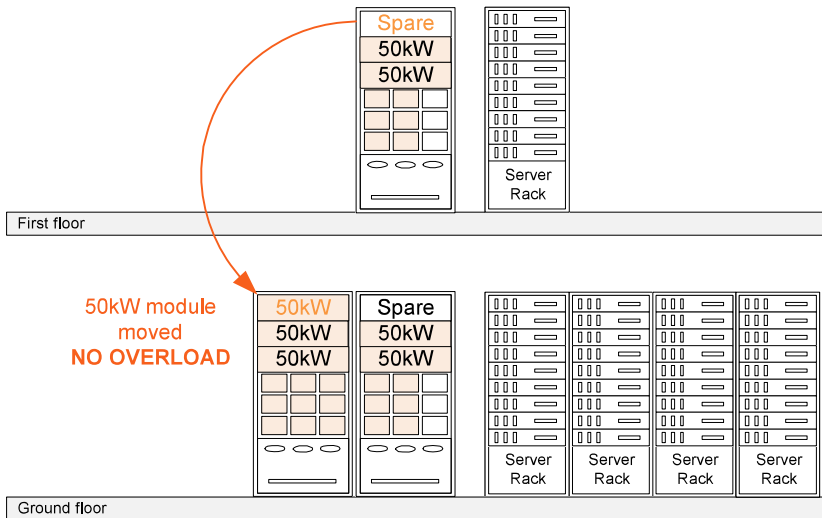 Spare
50kW
50kW
Server
Rack
First floor
50kW module
moved
NO OVERLOAD
50kW
50kW
50kW
Spare
50kW
50kW
Server
Rack
Server
Rack
Server
Rack
Server
Rack
Ground floor